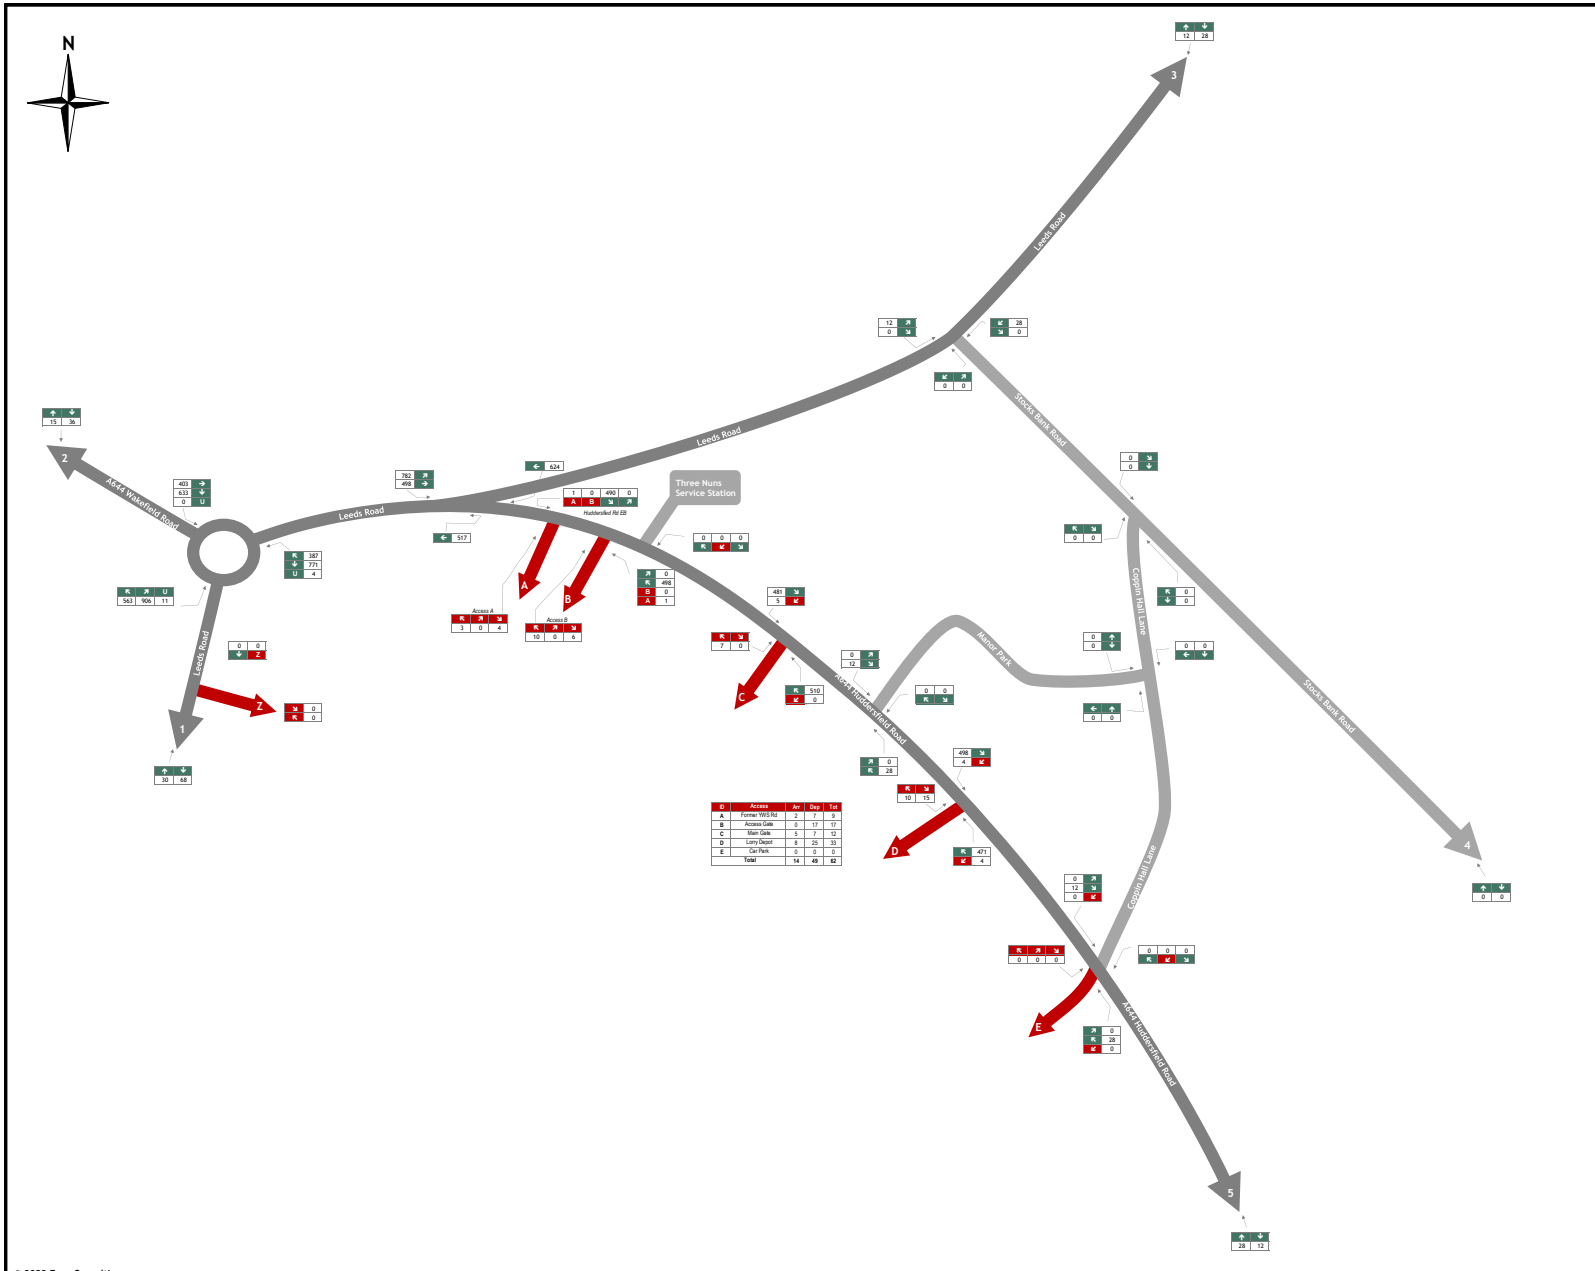 N
12 28
3
Leeds Road
12
0
28
0
0 0
Stocks Bank Road
15 36
2
A644 Wakefield Road
403
633
0 U
782
498
Leeds Road
Leeds Road
624
1 0 490 0
A B
Huddersfield Rd EB
Three Nuns
Service Station
0
0
517
387
771
U 4
U
563 906 11
0 0
0 0 0
0
498
B 0
A 1
A
B
Access A
3 0 4
Access B
10 0 6
481
5
7 0
510
0
C
Leeds Road
0 0
Z
Z
0
0
1
30 68
0
12
A644 Huddersfield Road
0 0
0
28
Manor Park
Coppin Hall Lane
0
0
0
0
0 0
0 0
Stocks Bank Road
498
4
10 15
D
471
4
ID Access Arr Dep Tot
A Former YWS Rd 2 7 9
B Access Gate 0 17 17
C Main Gate 5 7 12
D Lorry Depot 8 25 33
E Car Park 0 0 0
Total 14 49 62
4
0 0
Coppin Hall Lane
0
12
0
0 0 0
0 0 0
E
0
28
0
A644 Huddersfield Road
5
28 12